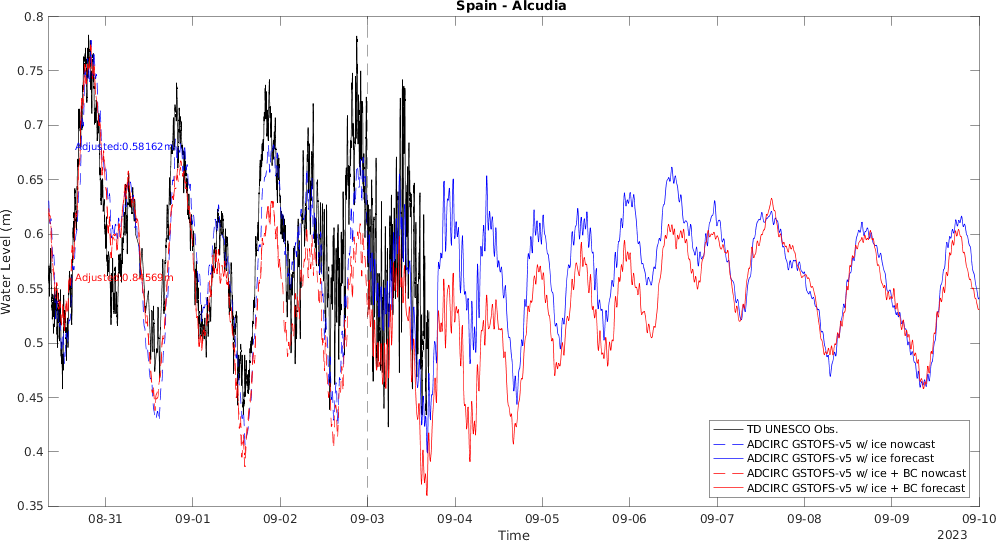 Spain - Alcudia
0.8
0.75
0.7
0.65
0.6
0.55
0.5
0.45
0.4
0.35
Water Level (m)
Adjusted:0.58162m
Adjusted:0.84569m
TD UNESCO Obs.
ADCIRC GSTOFS-v5 w/ ice nowcast
ADCIRC GSTOFS-v5 w/ ice forecast
ADCIRC GSTOFS-v5 w/ ice + BC nowcast
ADCIRC GSTOFS-v5 w/ ice + BC forecast
08-31 09-01 09-02 09-03 09-04 09-05 09-06 09-07 09-08 09-09 09-10
Time
2023